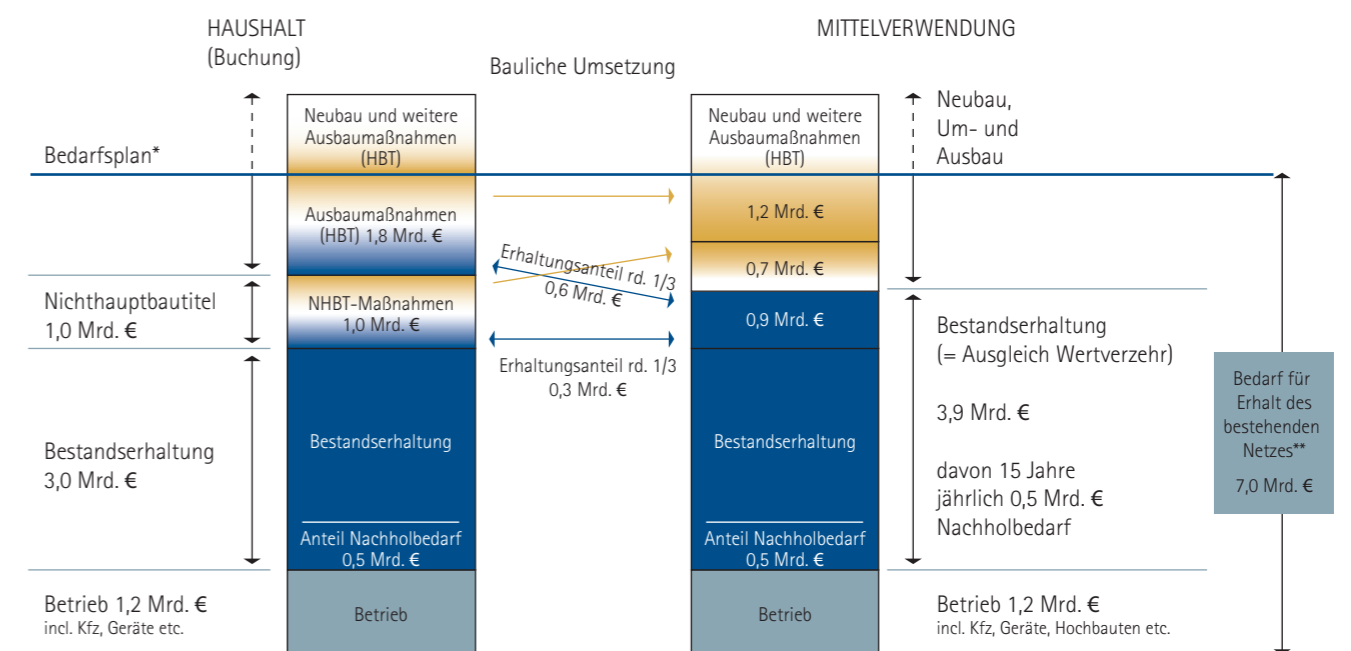 HAUSHALT
(Buchung)
Bauliche Umsetzung
MITTELVERWENDUNG
Bedarfsplan*
Nichthauptbautitel
1,0 Mrd. €
Bestandserhaltung
3,0 Mrd. €
Betrieb 1,2 Mrd. €
incl. Kfz, Geräte etc.
Neubau und weitere
Ausbaumaßnahmen
(HBT)
Ausbaumaßnahmen
(HBT) 1,8 Mrd. €
NHBT-Maßnahmen
1,0 Mrd. €
Bestandserhaltung
Anteil Nachholbedarf
0,5 Mrd. €
Betrieb
Erhaltungsanteil rd. 1/3
0,6 Mrd. €
Erhaltungsanteil rd. 1/3
0,3 Mrd. €
Neubau und weitere
Ausbaumaßnahmen
(HBT)
1,2 Mrd. €
0,7 Mrd. €
0,9 Mrd. €
Bestandserhaltung
Anteil Nachholbedarf
0,5 Mrd. €
Betrieb
Neubau,
Um- und
Ausbau
Bestandserhaltung
(= Ausgleich Wertverzehr)
3,9 Mrd. €
davon 15 Jahre
jährlich 0,5 Mrd. €
Nachholbedarf
Betrieb 1,2 Mrd. €
incl. Kfz, Geräte, Hochbauten etc.
Bedarf für
Erhalt des
bestehenden
Netzes**
7,0 Mrd. €